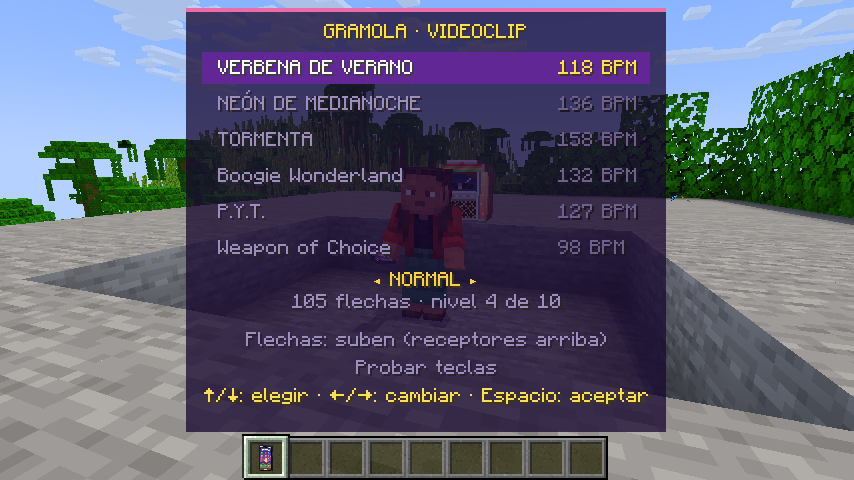 GRAMOLA · VIDEOCLIP
VERBENA DE VERANO 118 BPM
NEÓN DE MEDIANOCHE 136 BPM
TORMENTA 158 BPM
Boogie Wonderland 132 BPM
P.Y.T. 127 BPM
Weapon of Choice 98 BPM
◂ NORMAL ▸
105 flechas · nivel 4 de 10
Flechas: suben (receptores arriba)
Probar teclas
↑/↓: elegir · ←/→: cambiar · Espacio: aceptar